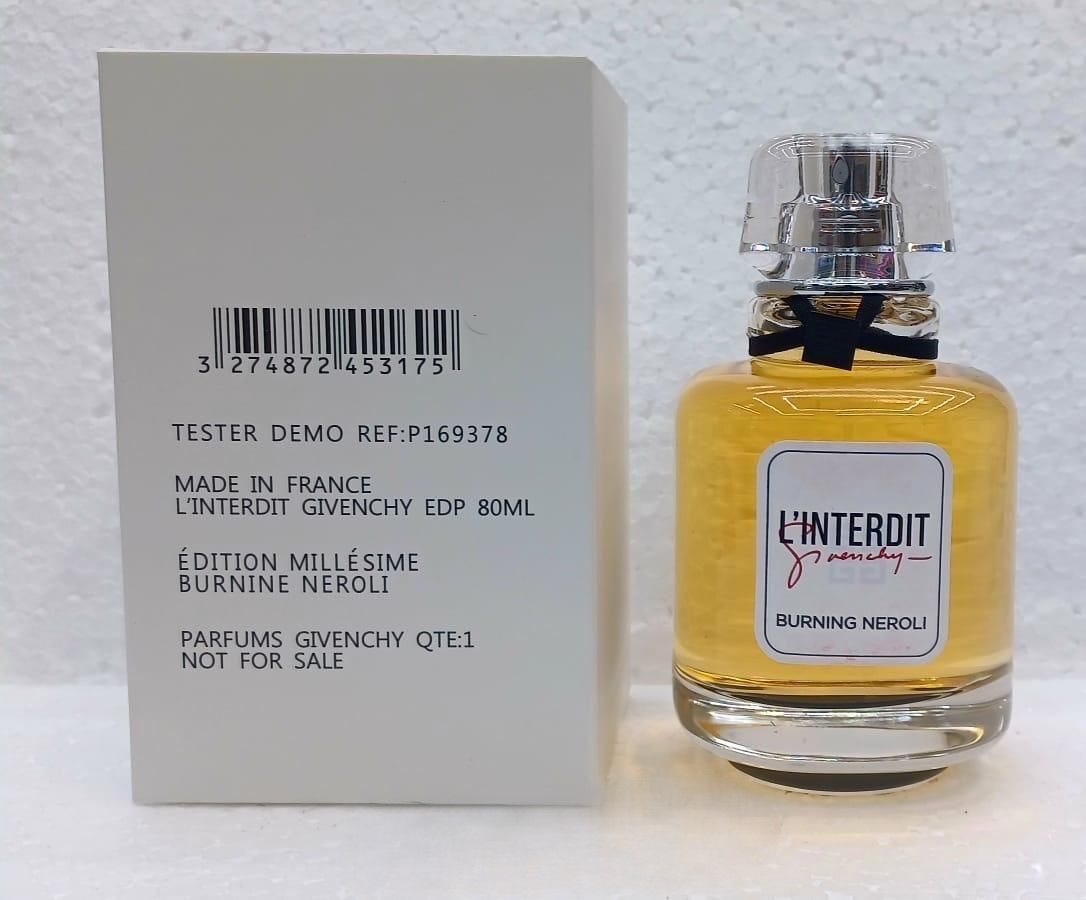 3 274872 453175
TESTER DEMO REF:P169378
MADE IN FRANCE
L'INTERDIT GIVENCHY EDP 80ML
ÉDITION MILLÉSIME
BURNINE NEROLI
PARFUMS GIVENCHY QTE:1
NOT FOR SALE
L'INTERDIT
Givenchy
BURNING NEROLI